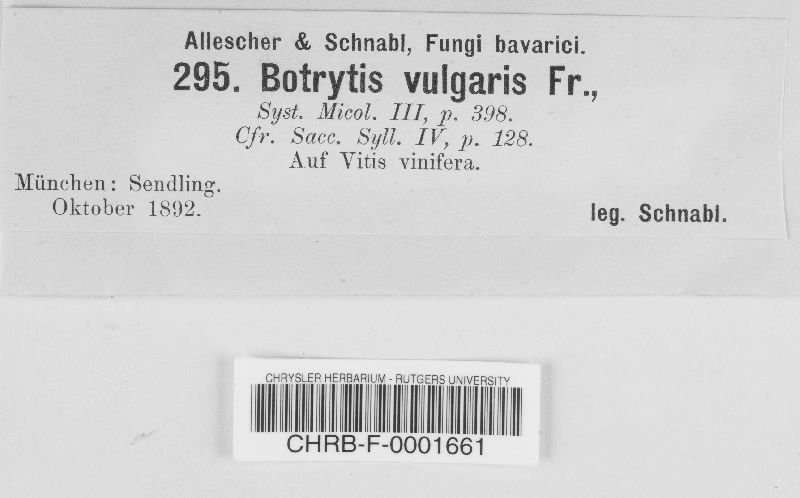 Allescher & Schnabl, Fungi bavarici.
295. Botrytis vulgaris Fr.,
Syst. Micol. III, p. 398.
Cfr. Sacc. Syll. IV, p. 128.
Auf Vitis vinifera.
München: Sendling.
Oktober 1892.
leg. Schnabl.
CHRYSLER HERBARIUM - RUTGERS UNIVERSITY
CHRB-F-0001661